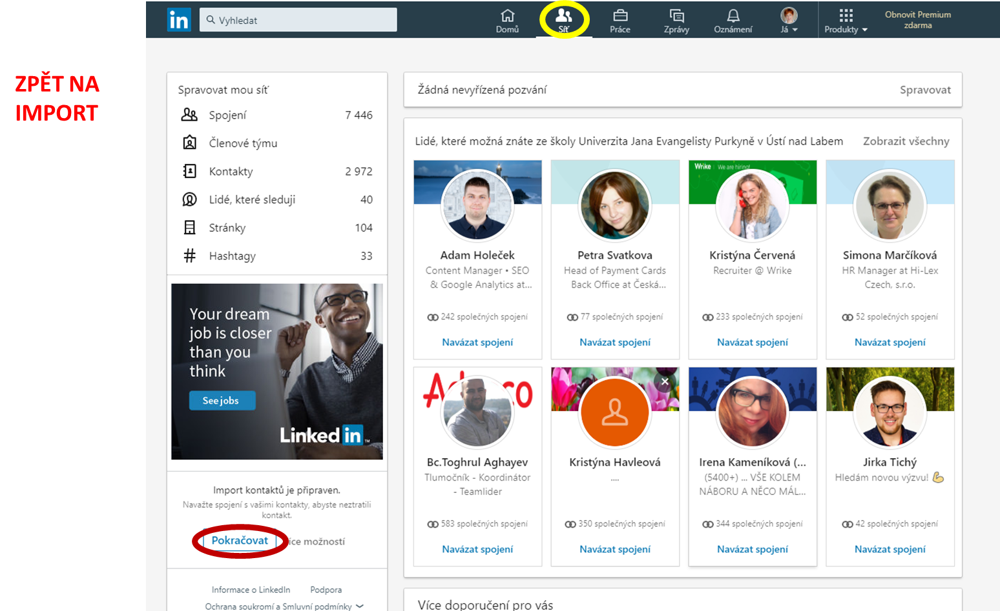 ZPĚT NA
IMPORT
in
Vyhledat
Domů
Síť
Práce
Zprávy
Oznámení
Já
Produkty
Obnovit Premium
zdarma
Spravovat mou síť
Spojení 7 446
Členové týmu
Kontakty 2 972
Lidé, které sleduji 40
Stránky 104
Hashtagy 33
Your dream
job is closer
than you
think
See jobs
Linked in
Import kontaktů je připraven.
Navažte spojení s vašimi kontakty, abyste neztratili
kontakt.
Pokračovat
íce možností
Informace o LinkedIn Podpora
Ochrana soukromí a Smluvní podmínky
Žádná nevyřízená pozvání Spravovat
Lidé, které možná znáte ze školy Univerzita Jana Evangelisty Purkyně v Ústí nad Labem Zobrazit všechny
Adam Holeček
Content Manager • SEO
& Google Analytics at...
242 společných spojení
Navázat spojení
Petra Svatkova
Head of Payment Cards
Back Office at Česká...
77 společných spojení
Navázat spojení
Wrike We are hiring!
Kristýna Červená
Recruiter @ Wrike
233 společných spojení
Navázat spojení
Simona Marčíková
HR Manager at Hi-Lex
Czech, s.r.o.
52 společných spojení
Navázat spojení
Bc.Toghrul Aghayev
Tlumočník - Koordinátor
- Teamlider
583 společných spojení
Navázat spojení
Kristýna Havleová
....
350 společných spojení
Navázat spojení
Irena Kameníková (...
(5400+) ... VŠE KOLEM
NÁBORU A NĚCO MÁL...
344 společných spojení
Navázat spojení
Jirka Tichý
Hledám novou výzvu! 💪
42 společných spojení
Navázat spojení
Více doporučení pro vás